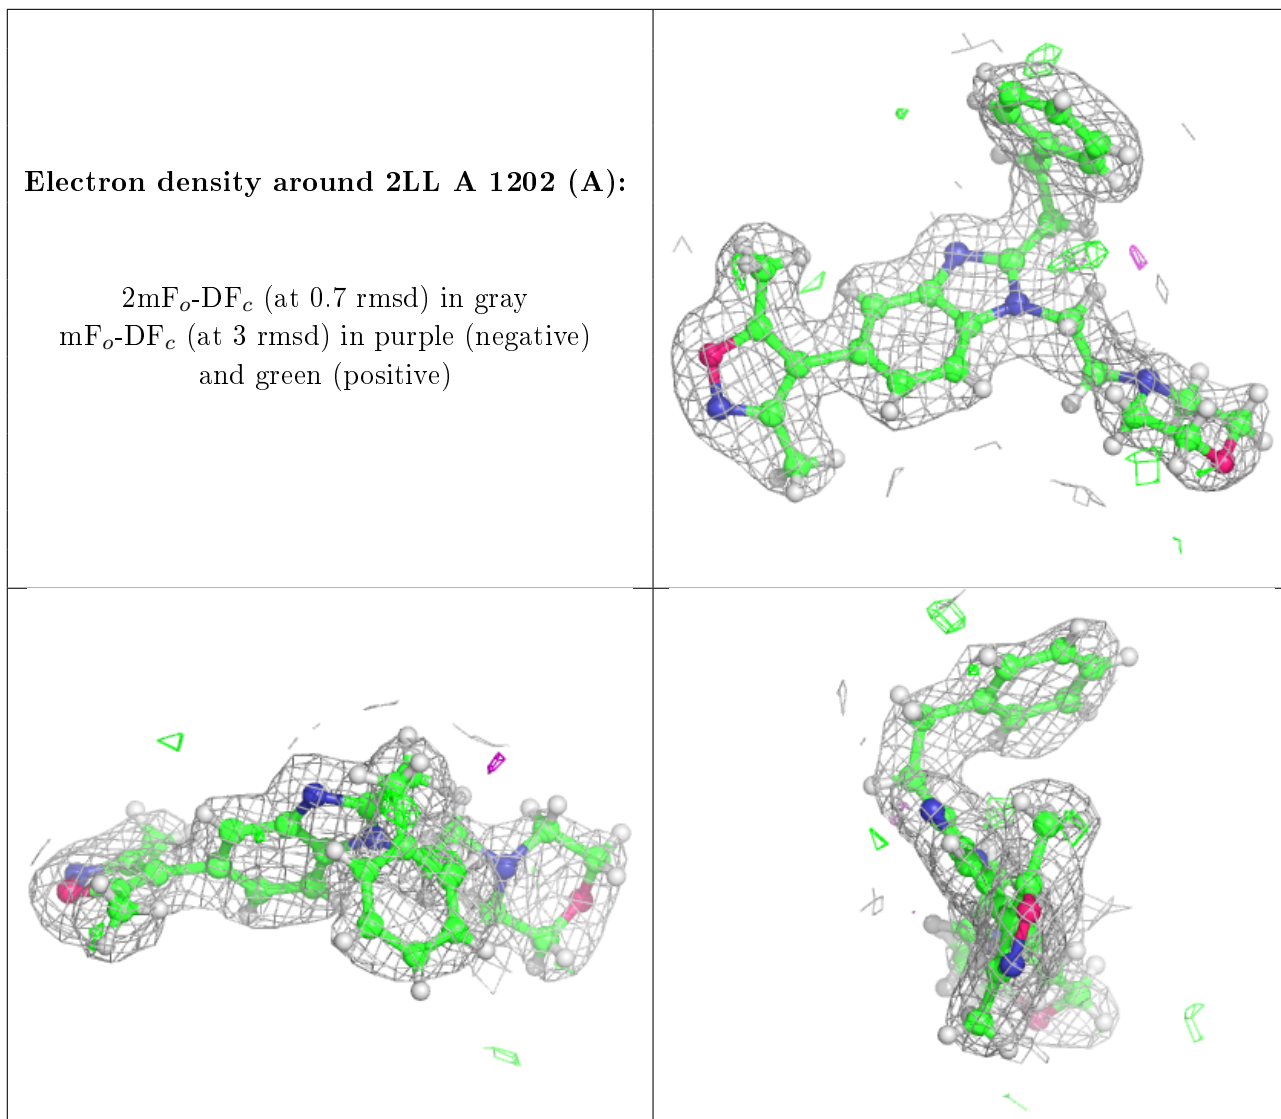 Electron density around 2LL A 1202 (A):
2mFo-DFc (at 0.7 rmsd) in gray
mFo-DFc (at 3 rmsd) in purple (negative)
and green (positive)